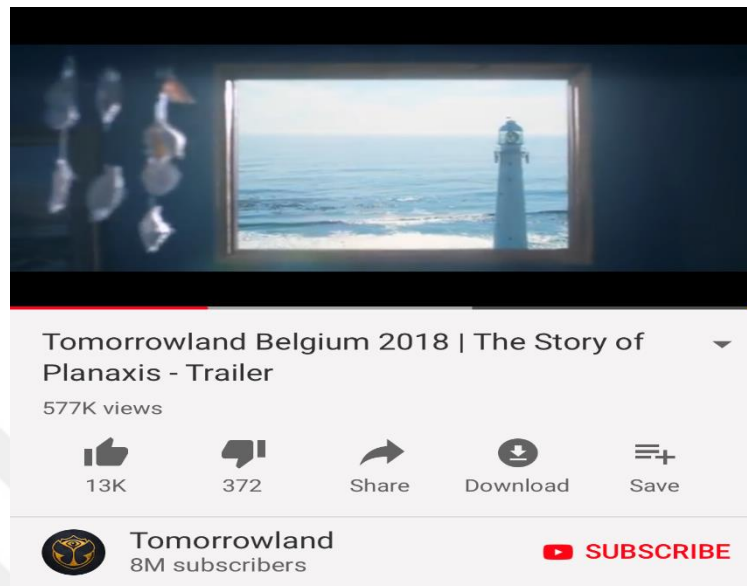 Tomorrowland Belgium 2018 | The Story of
Planaxis - Trailer
577K views
13K
372
Share
Download
Save
Tomorrowland
8M subscribers
SUBSCRIBE